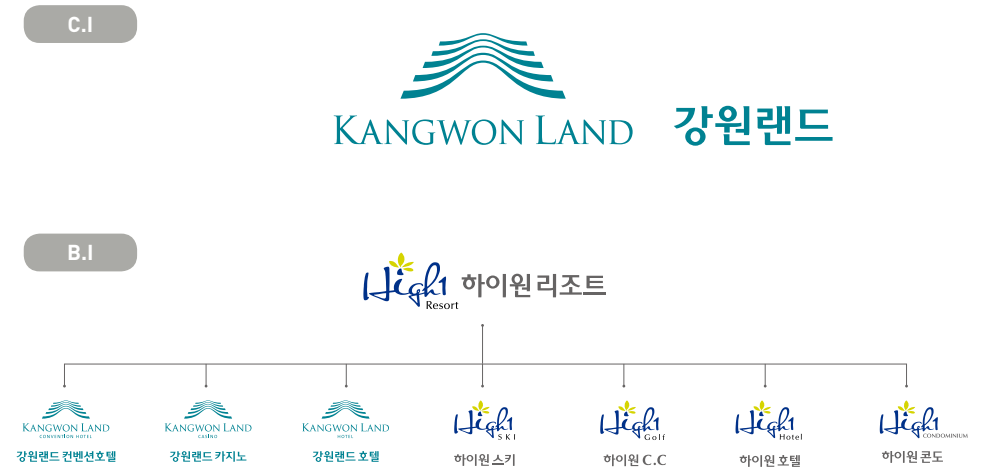 C.I
KANGWON LAND 강원랜드
B.I
High1 Resort 하이원리조트
KANGWON LAND CONVENTION HOTEL
강원랜드 컨벤션호텔
KANGWON LAND CASINO
강원랜드 카지노
KANGWON LAND HOTEL
강원랜드 호텔
High1 SKI
하이원 스키
High1 Golf
하이원 C.C
High1 Hotel
하이원 호텔
High1 CONDOMINIUM
하이원 콘도